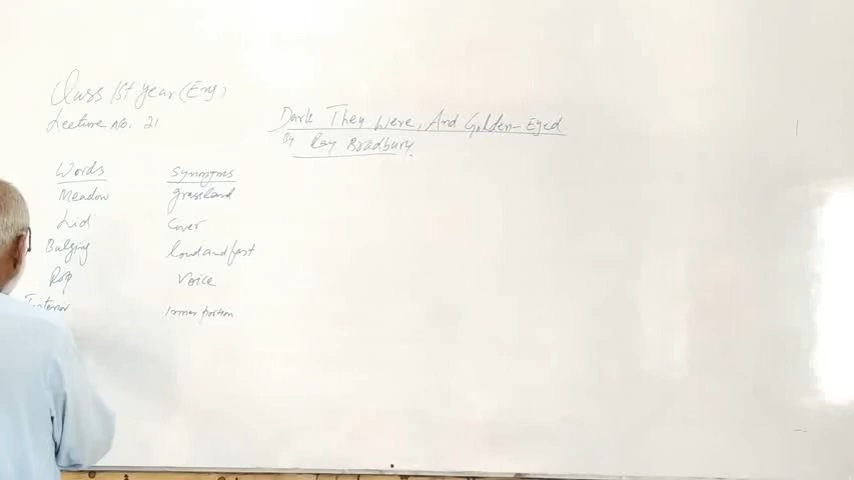 Class 1st year (Eng)
Lecture no. 21
Dark They Were, And Golden-Eyed
By Ray Bradbury
Words Synonyms
Meadow grassland
Lid Cover
Bulging loud and fast
Voice
Interior Inner portion